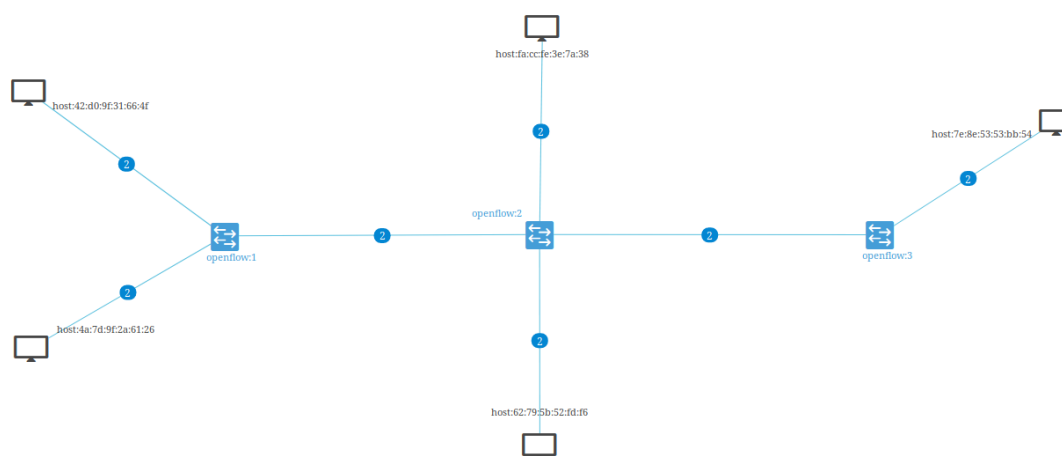 host:fa:cc:fe:3e:7a:38
host:42:d0:9f:31:66:4f
2
host:7e:8e:53:53:bb:54
2
2
openflow:2
2
2
openflow:1
openflow:3
2
host:4a:7d:9f:2a:61:26
2
host:62:79:5b:52:fd:f6